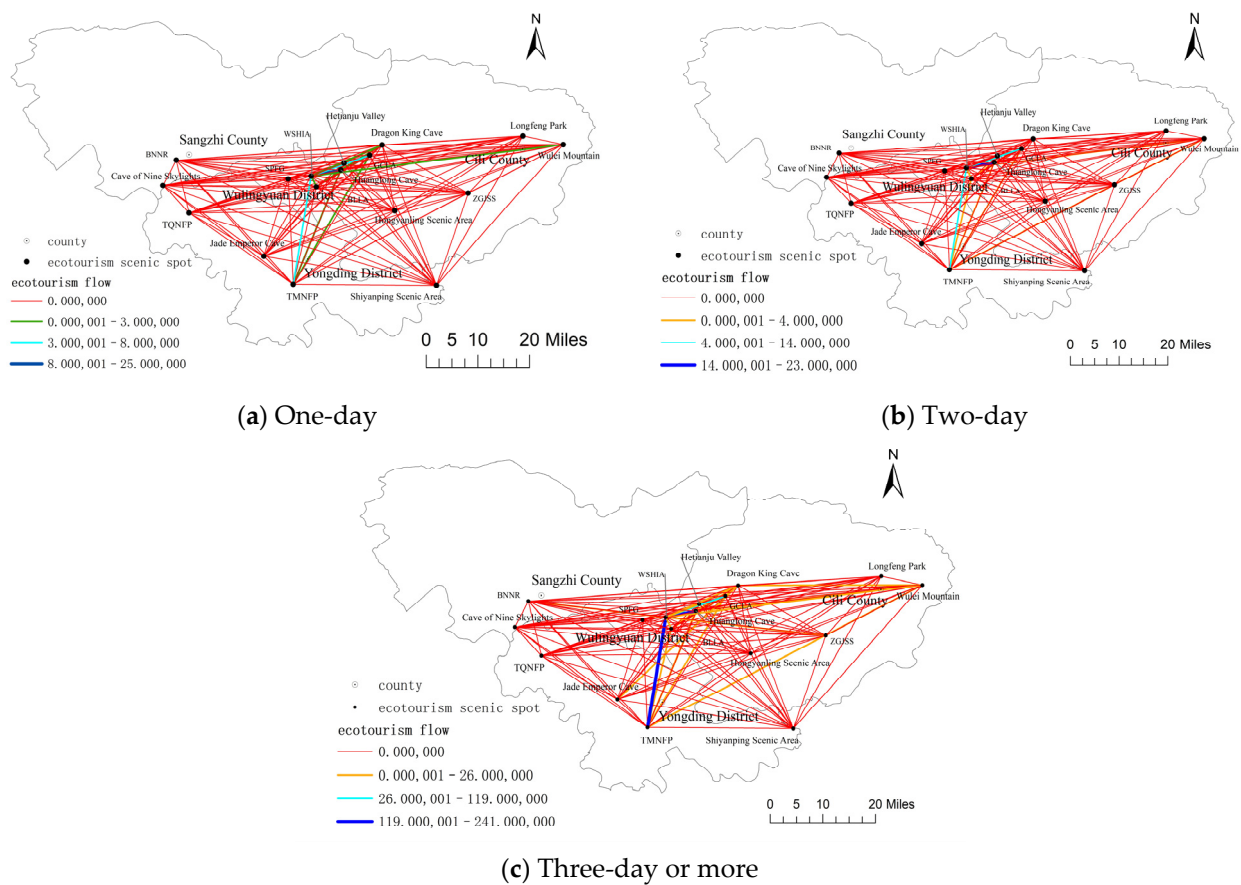 N
Hetianju Valley
WSHIA
Longfeng Park
Sangzhi County
Dragon King Cave
BNNR
Wulei Mountain
GCLA
Cili County
SPFG
Cave of Nine Skylights
Huanglong Cave
Wulingyuan District
BFLA
ZGJSS
TQNFP
Hongyanling Scenic Area
Jade Emperor Cave
county
ecotourism scenic spot
Yongding District
ecotourism flow
TMNFP
Shiyanping Scenic Area
0.000,000
0.000,001 - 3.000,000
3.000,001 - 8.000,000
8.000,001 - 25.000,000
0 5 10 20 Miles
(a) One-day
N
Hetianju Valley
WSHIA
Longfeng Park
Sangzhi County
Dragon King Cave
BNNR
Wulei Mountain
GCLA
Cili County
Cave of Nine Skylights
Huanglong Cave
Wulingyuan District
ZGJSS
TQNFP
Hongyanling Scenic Area
Jade Emperor Cave
county
ecotourism scenic spot
Yongding District
ecotourism flow
TMNFP
Shiyanping Scenic Area
0.000,000
0.000,001 - 4.000,000
4.000,001 - 14.000,000
14.000,001 - 23.000,000
0 5 10 20 Miles
(b) Two-day
N
Hetianju Valley
WSHIA
Longfeng Park
Sangzhi County
Dragon King Cave
BNNR
Wulei Mountain
GCLA
Cili County
Cave of Nine Skylights
Huanglong Cave
Wulingyuan District
ZGJSS
TQNFP
Hongyanling Scenic Area
Jade Emperor Cave
county
ecotourism scenic spot
Yongding District
ecotourism flow
TMNFP
Shiyanping Scenic Area
0.000,000
0.000,001 - 26.000,000
26.000,001 - 119.000,000
119.000,001 - 241.000,000
0 5 10 20 Miles
(c) Three-day or more